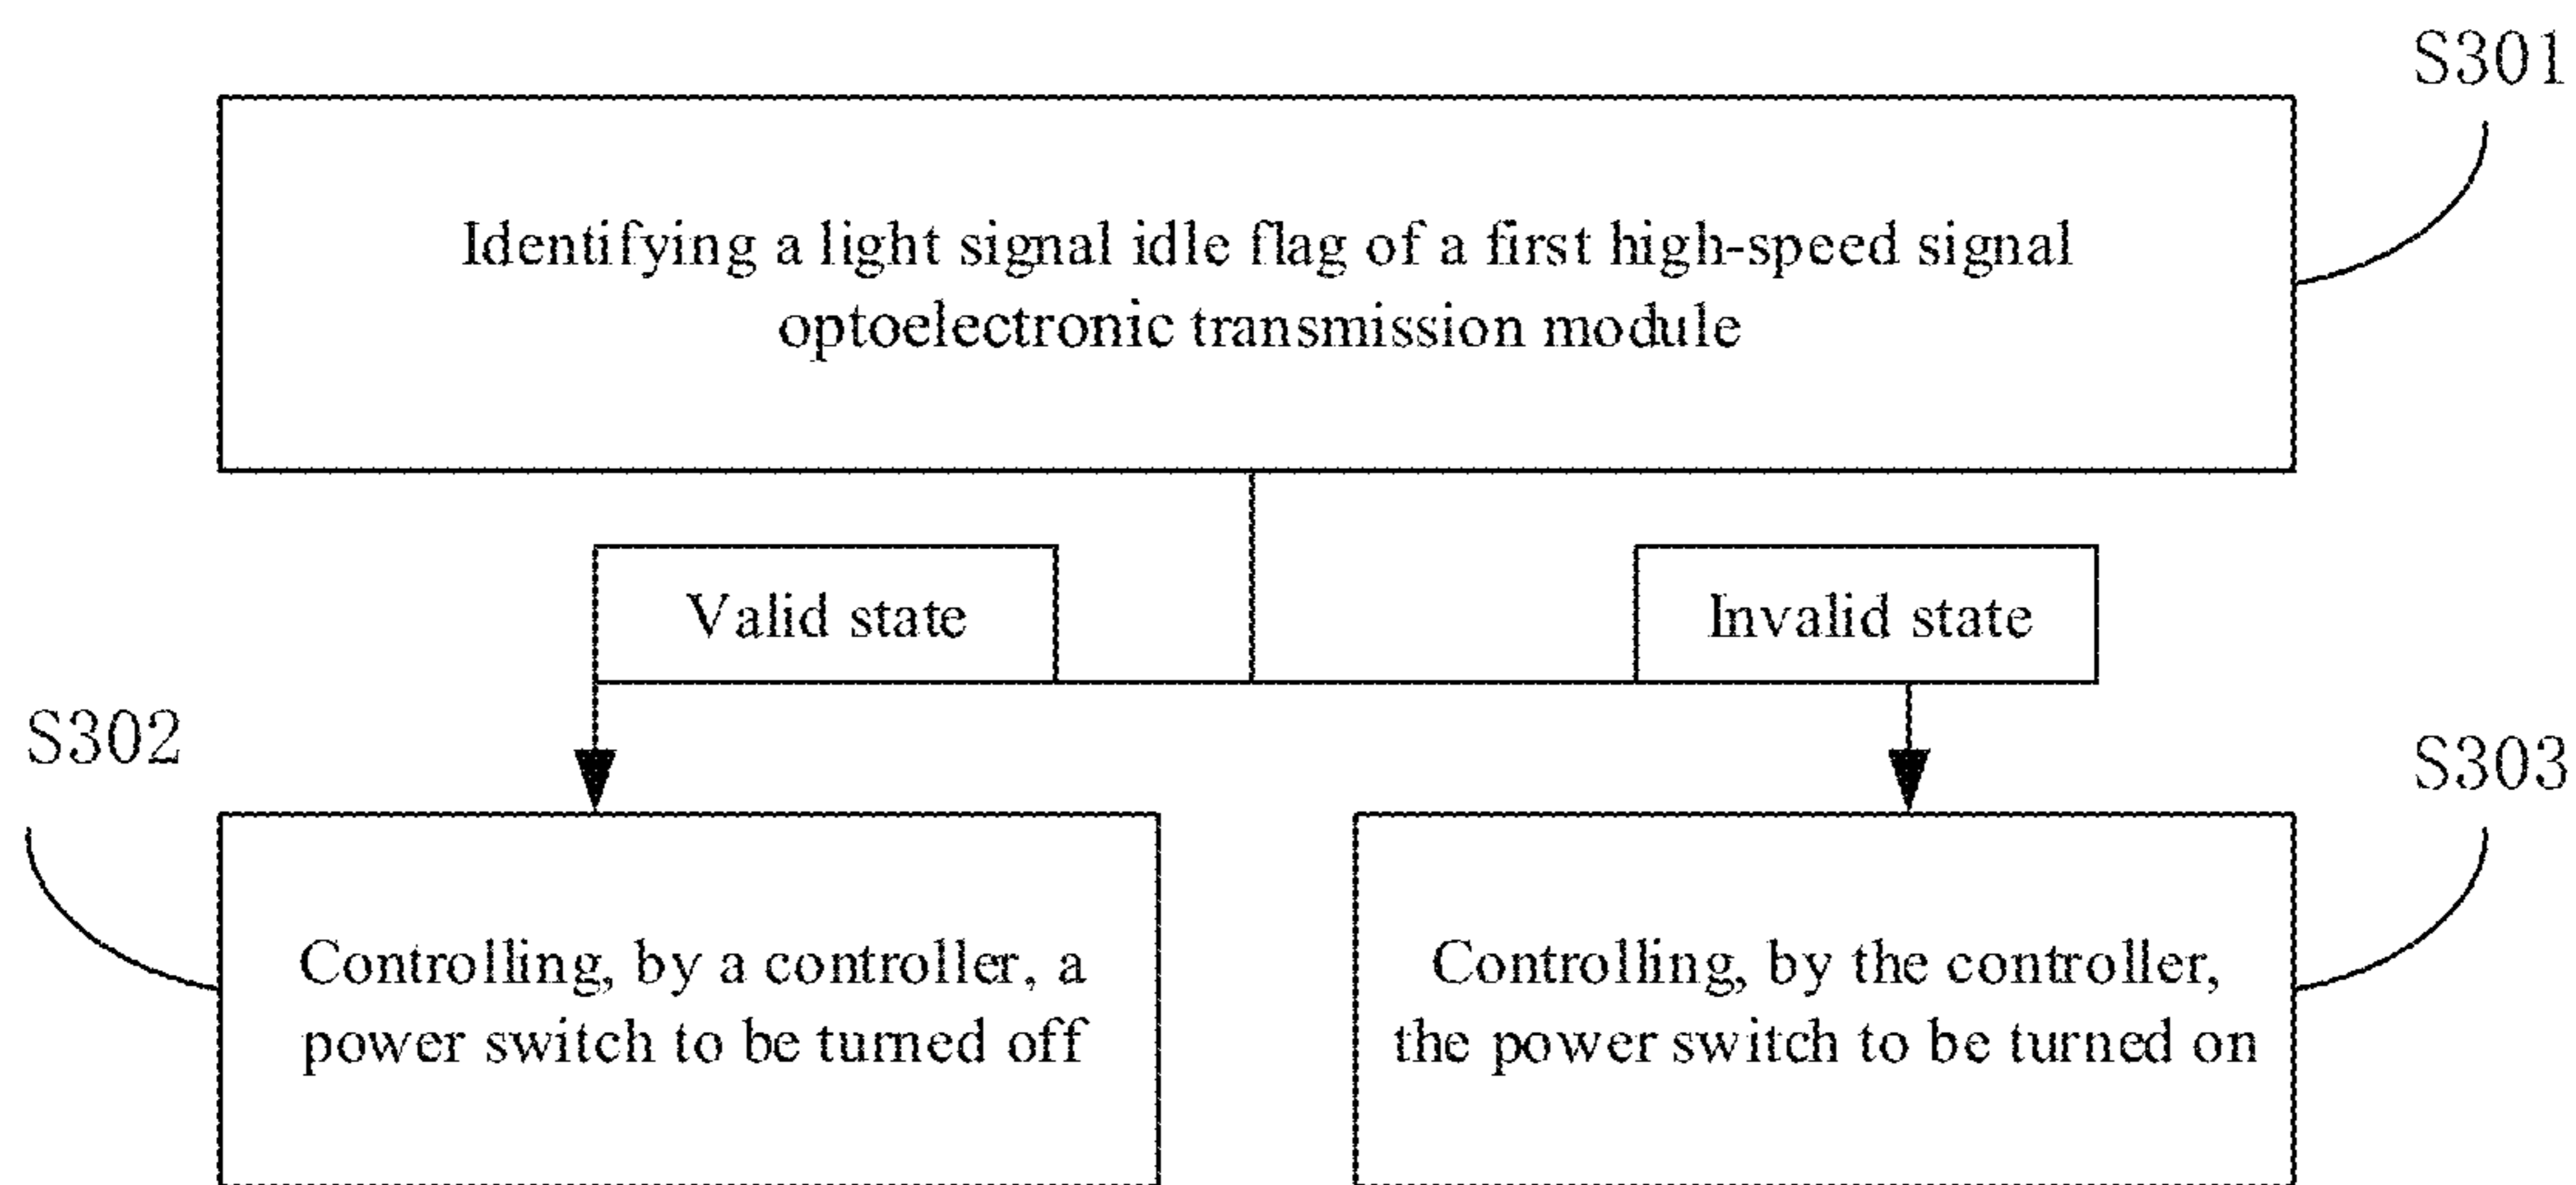 S301
Identifying a light signal idle flag of a first high-speed signal
optoelectronic transmission module
Valid state
Invalid state
S302
S303
Controlling, by a controller, a
power switch to be turned off
Controlling, by the controller,
the power switch to be turned on